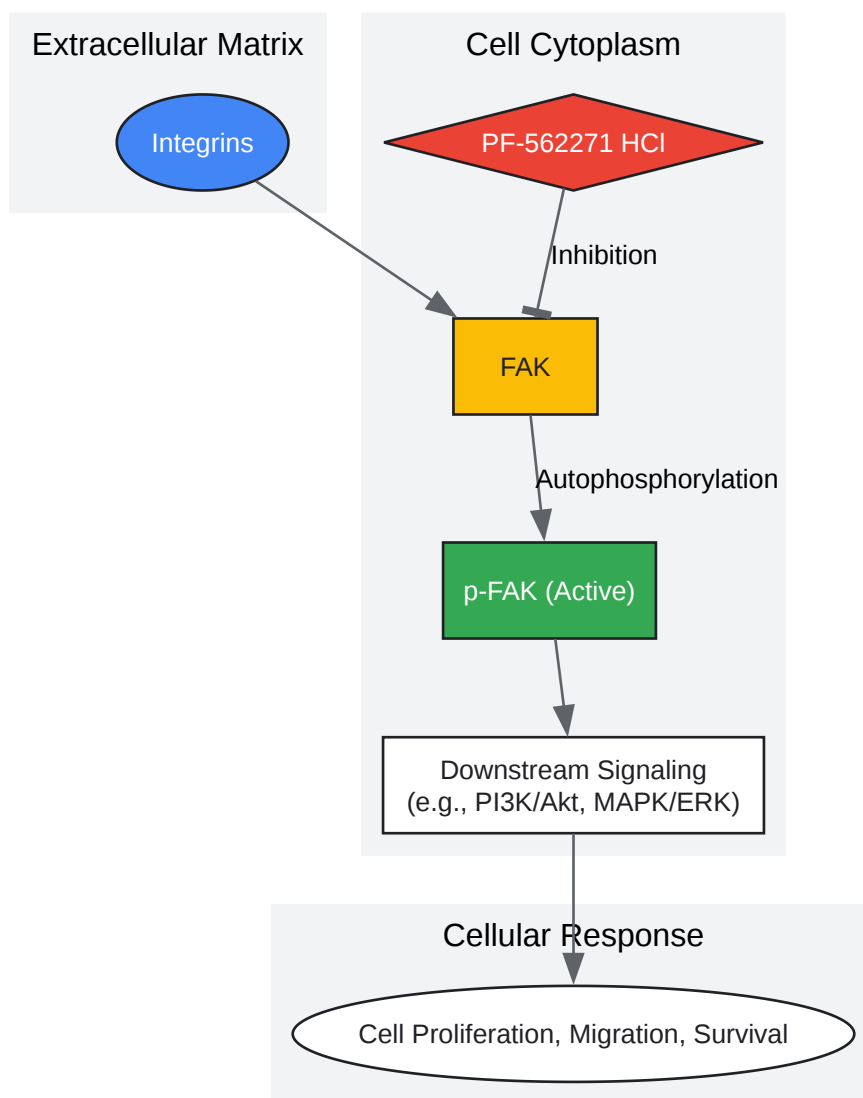 Extracellular Matrix
Cell Cytoplasm
Integrins
PF-562271 HCl
Inhibition
FAK
Autophosphorylation
p-FAK (Active)
Downstream Signaling
(e.g., PI3K/Akt, MAPK/ERK)
Cellular Response
Cell Proliferation, Migration, Survival